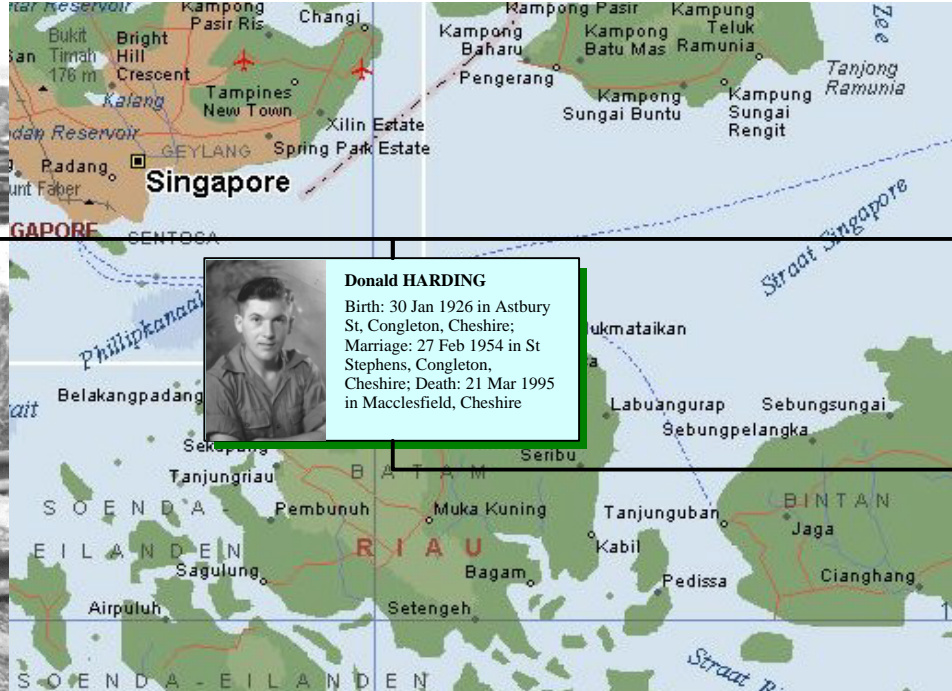 Kampong
Pasir Ris
Changi
Kampong Pasir
Kampung
Teluk
Ramunia
Zee
Reservoir
Bukit
Timah
176 m
Bright
Hill
Crescent
Kampong
Baharu
Kampong
Batu Mas
Pengerang
Tanjong
Ramunia
Kalang
Tampines
New Town
Kampong
Sungai Buntu
Kampung
Sungai
Rengit
Reservoir
Xilin Estate
GEYLANG
Spring Park Estate
Padang
Singapore
Faber
GAPORE
SENTOSA
Straat Singapore
Phillipkanaal
Donald HARDING
Birth: 30 Jan 1926 in Astbury
St, Congleton, Cheshire;
Marriage: 27 Feb 1954 in St
Stephens, Congleton,
Cheshire; Death: 21 Mar 1995
in Macclesfield, Cheshire
ukmataikan
Belakangpadang
Labuangurap
Sebungsungai
Sebungpelangka
Seribu
Tanjungriau
BATAM
SOENDA-
EILANDEN
Pembunuh
Muka Kuning
Tanjunguban
BINTAN
Jaga
RIAU
Kabil
Sagulung
Bagam
Pedissa
Cianghang
Airpuluh
Setengeh
1
Straat
SOENDA-EILANDEN